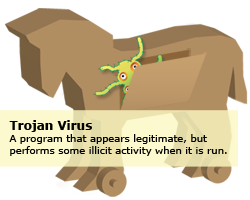 Trojan Virus
A program that appears legitimate, but
performs some illicit activity when it is run.